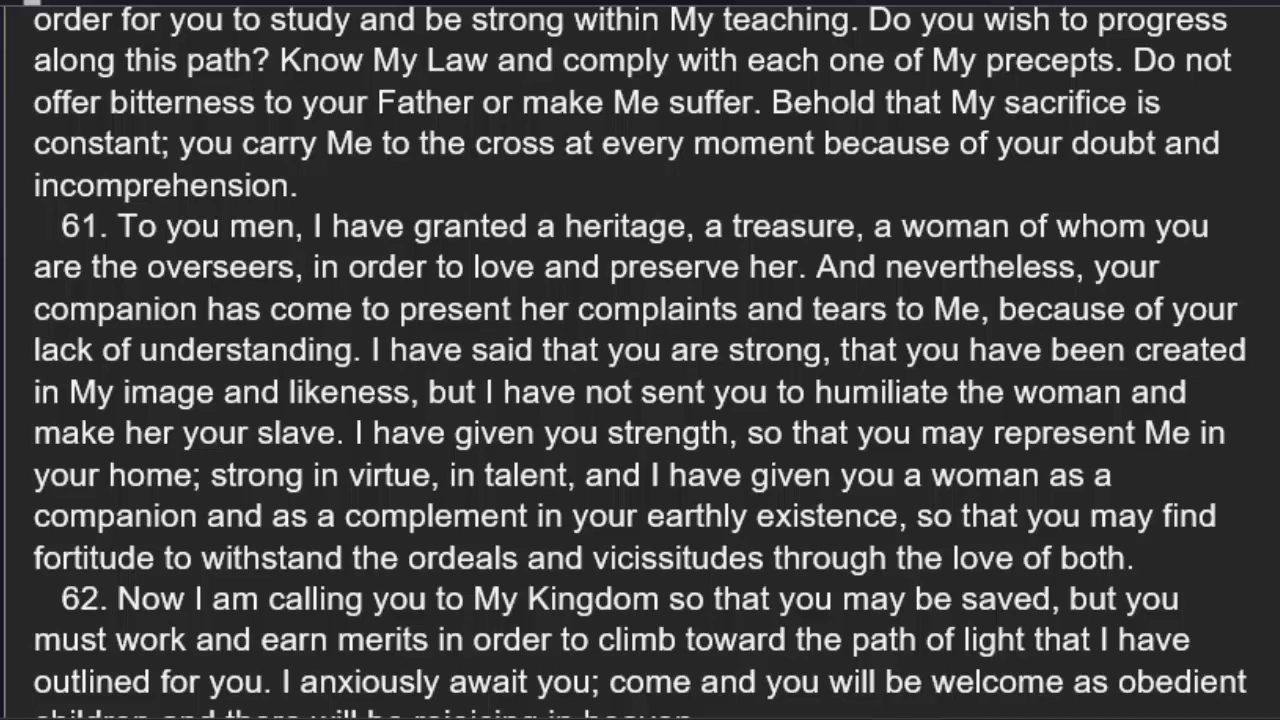 order for you to study and be strong within My teaching. Do you wish to progress
along this path? Know My Law and comply with each one of My precepts. Do not
offer bitterness to your Father or make Me suffer. Behold that My sacrifice is
constant; you carry Me to the cross at every moment because of your doubt and
incomprehension.
61. To you men, I have granted a heritage, a treasure, a woman of whom you
are the overseers, in order to love and preserve her. And nevertheless, your
companion has come to present her complaints and tears to Me, because of your
lack of understanding. I have said that you are strong, that you have been created
in My image and likeness, but I have not sent you to humiliate the woman and
make her your slave. I have given you strength, so that you may represent Me in
your home; strong in virtue, in talent, and I have given you a woman as a
companion and as a complement in your earthly existence, so that you may find
fortitude to withstand the ordeals and vicissitudes through the love of both.
62. Now I am calling you to My Kingdom so that you may be saved, but you
must work and earn merits in order to climb toward the path of light that I have
outlined for you. I anxiously await you; come and you will be welcome as obedient
children and there will be rejoicing in heaven.